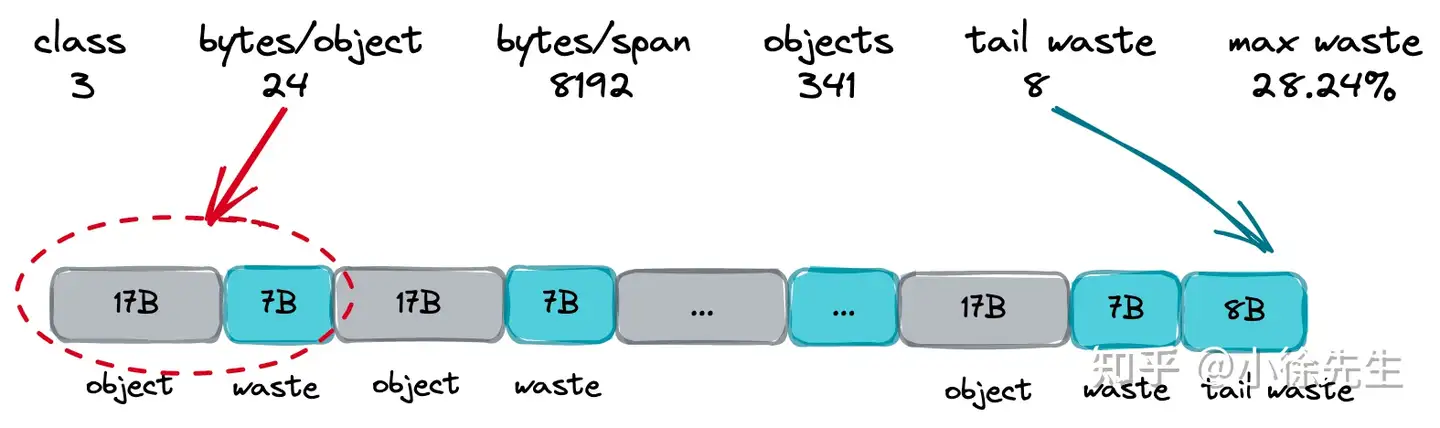 class bytes/object bytes/span objects tail waste max waste
3 24 8192 341 8 28.24%
17B 7B 17B 7B ... ... 17B 7B 8B
object waste object waste object waste tail waste
知乎 @小徐先生